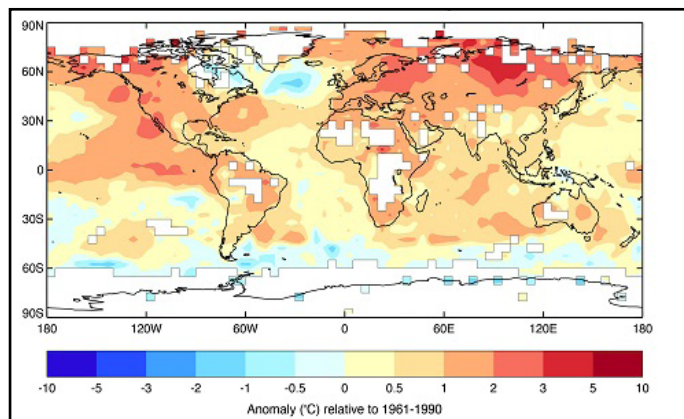 90N
60N
30N
0
30S
60S
90S
180 120W 60W 0 60E 120E 180
-10 -5 -3 -2 -1 -0.5 0 0.5 1 2 3 5 10
Anomaly (°C) relative to 1961-1990